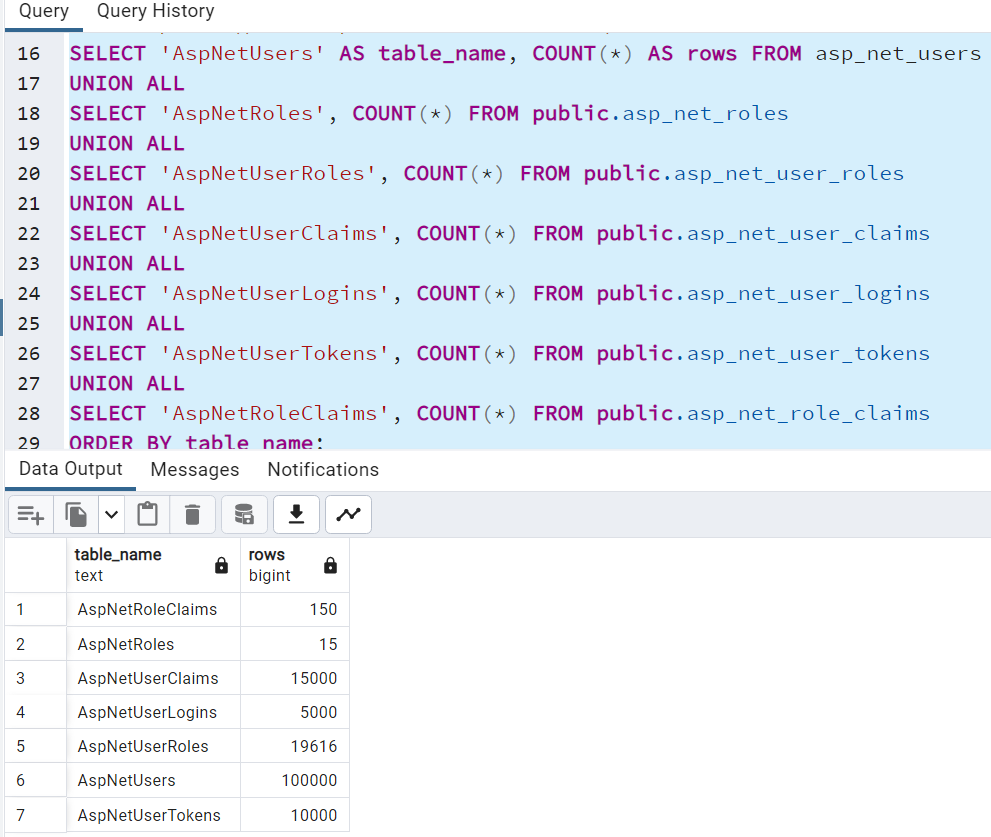 Query Query History
16 SELECT 'AspNetUsers' AS table_name, COUNT(*) AS rows FROM asp_net_users
17 UNION ALL
18 SELECT 'AspNetRoles', COUNT(*) FROM public.asp_net_roles
19 UNION ALL
20 SELECT 'AspNetUserRoles', COUNT(*) FROM public.asp_net_user_roles
21 UNION ALL
22 SELECT 'AspNetUserClaims', COUNT(*) FROM public.asp_net_user_claims
23 UNION ALL
24 SELECT 'AspNetUserLogins', COUNT(*) FROM public.asp_net_user_logins
25 UNION ALL
26 SELECT 'AspNetUserTokens', COUNT(*) FROM public.asp_net_user_tokens
27 UNION ALL
28 SELECT 'AspNetRoleClaims', COUNT(*) FROM public.asp_net_role_claims
29 ORDER BY table_name;
Data Output Messages Notifications
table_name rows
text bigint
1 AspNetRoleClaims 150
2 AspNetRoles 15
3 AspNetUserClaims 15000
4 AspNetUserLogins 5000
5 AspNetUserRoles 19616
6 AspNetUsers 100000
7 AspNetUserTokens 10000